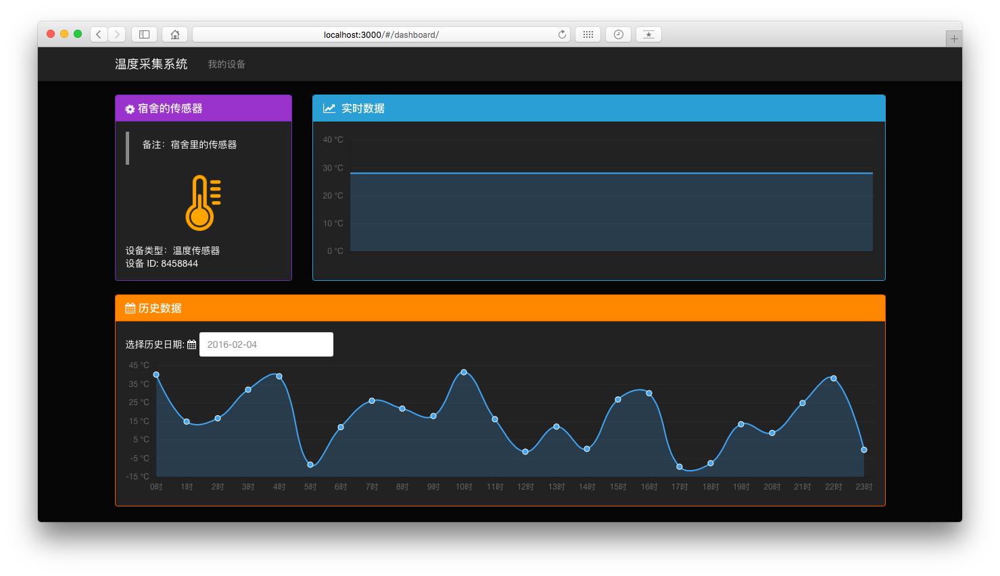 localhost:3000/#/dashboard/
温度采集系统 我的设备
宿舍的传感器
备注：宿舍里的传感器
设备类型：温度传感器
设备 ID: 8458844
实时数据
40 °C
30 °C
20 °C
10 °C
0 °C
历史数据
选择历史日期: 2016-02-04
45 °C
35 °C
25 °C
15 °C
5 °C
-5 °C
-15 °C
0时 1时 2时 3时 4时 5时 6时 7时 8时 9时 10时 11时 12时 13时 14时 15时 16时 17时 18时 19时 20时 21时 22时 23时